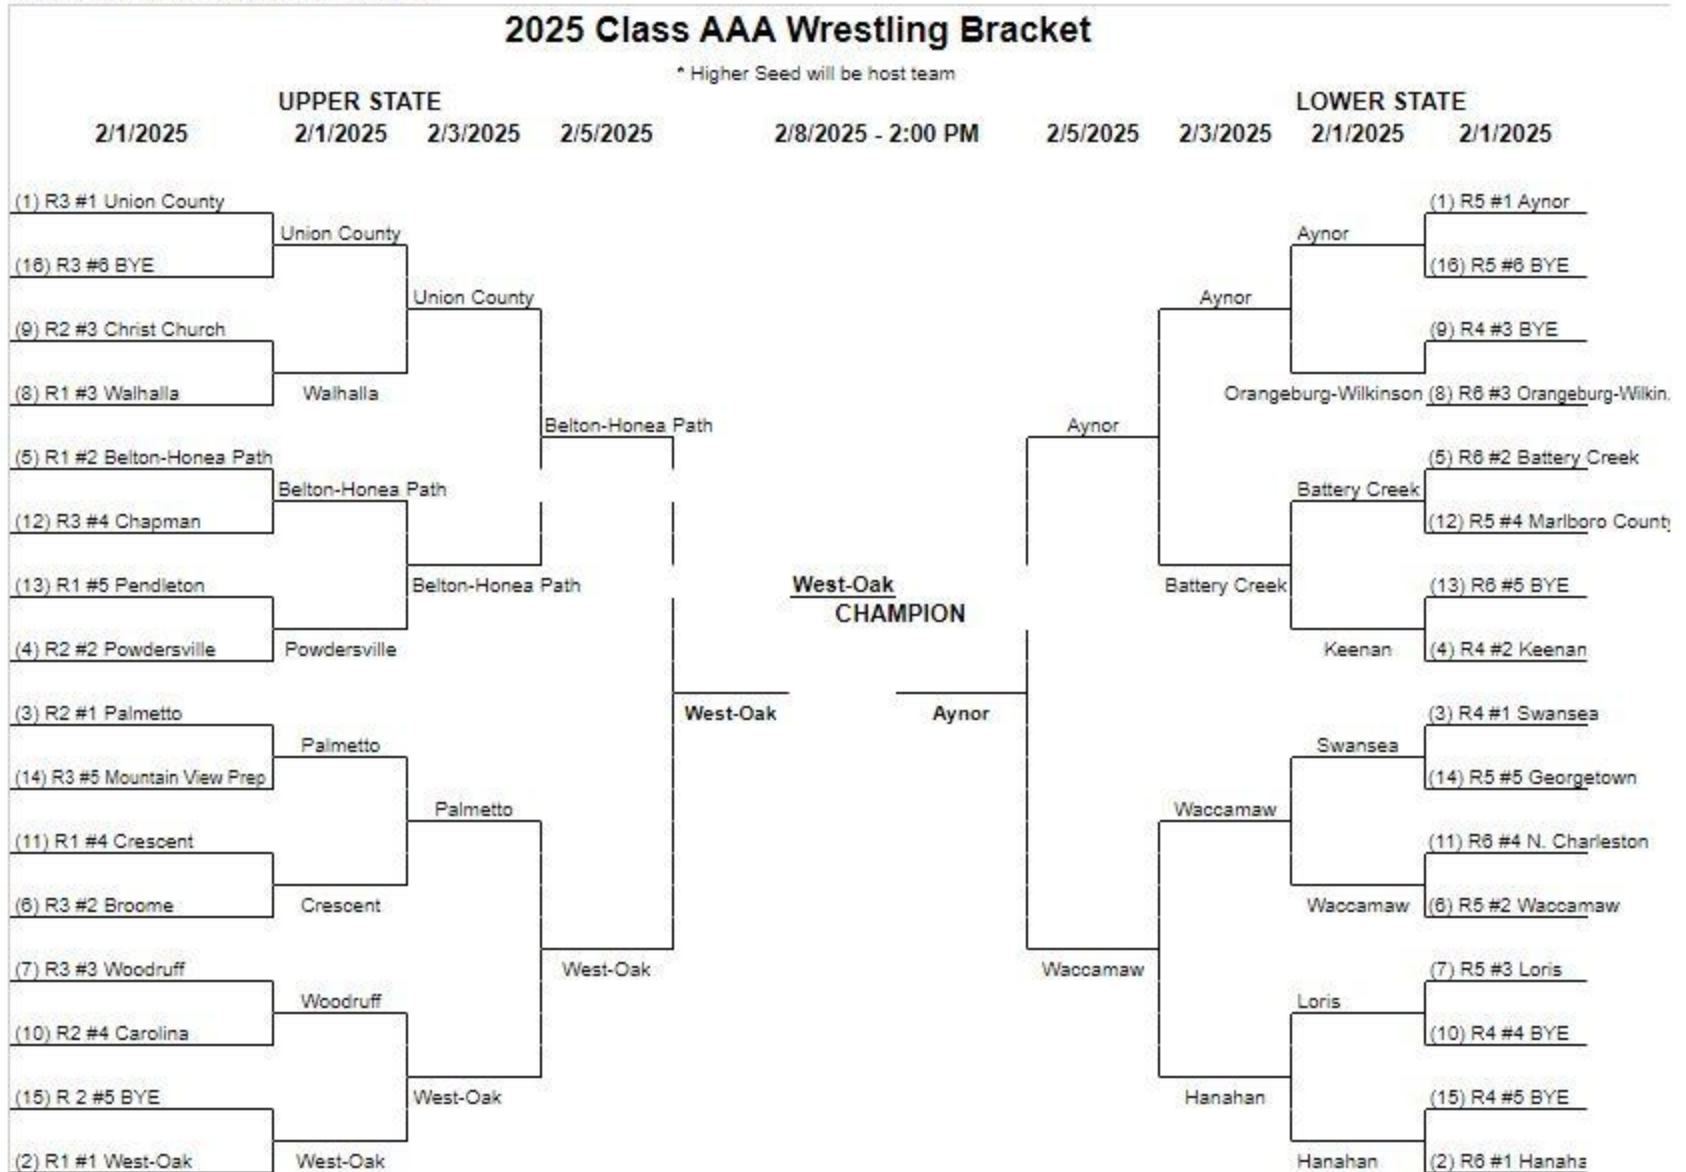 2025 Class AAA Wrestling Bracket
* Higher Seed will be host team
UPPER STATE LOWER STATE
2/1/2025 2/1/2025 2/3/2025 2/5/2025 2/8/2025 - 2:00 PM 2/5/2025 2/3/2025 2/1/2025 2/1/2025
(1) R3 #1 Union County (1) R5 #1 Aynor
Union County Aynor
(16) R3 #6 BYE (16) R5 #6 BYE
Union County Aynor
(9) R2 #3 Christ Church (9) R4 #3 BYE
(8) R1 #3 Walhalla Walhalla Orangeburg-Wilkinson (8) R6 #3 Orangeburg-Wilkin.
Belton-Honea Path Aynor
(5) R1 #2 Belton-Honea Path (5) R6 #2 Battery Creek
Belton-Honea Path Battery Creek
(12) R3 #4 Chapman (12) R5 #4 Marlboro County
(13) R1 #5 Pendleton Belton-Honea Path West-Oak Battery Creek (13) R6 #5 BYE
CHAMPION
(4) R2 #2 Powdersville Powdersville Keenan (4) R4 #2 Keenan
(3) R2 #1 Palmetto West-Oak Aynor (3) R4 #1 Swansea
Palmetto Swansea
(14) R3 #5 Mountain View Prep (14) R5 #5 Georgetown
Palmetto Waccamaw
(11) R1 #4 Crescent (11) R6 #4 N. Charleston
(6) R3 #2 Broome Crescent Waccamaw (6) R5 #2 Waccamaw
(7) R3 #3 Woodruff West-Oak Waccamaw (7) R5 #3 Loris
Woodruff Loris
(10) R2 #4 Carolina (10) R4 #4 BYE
(15) R 2 #5 BYE West-Oak Hanahan (15) R4 #5 BYE
(2) R1 #1 West-Oak West-Oak Hanahan (2) R6 #1 Hanaha